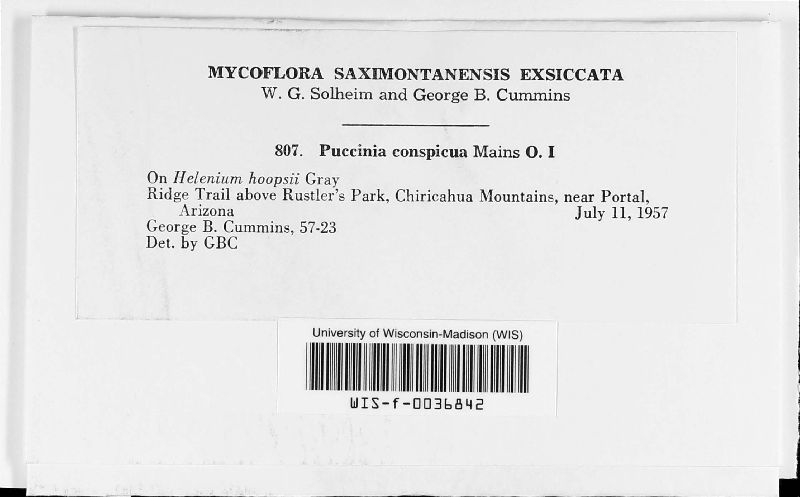 MYCOFLORA SAXIMONTANENSIS EXSICCATA
W. G. Solheim and George B. Cummins
807. Puccinia conspicua Mains O. I
On Helenium hoopsii Gray
Ridge Trail above Rustler's Park, Chiricahua Mountains, near Portal,
Arizona July 11, 1957
George B. Cummins, 57-23
Det. by GBC
University of Wisconsin-Madison (WIS)
WIS-f-0036842